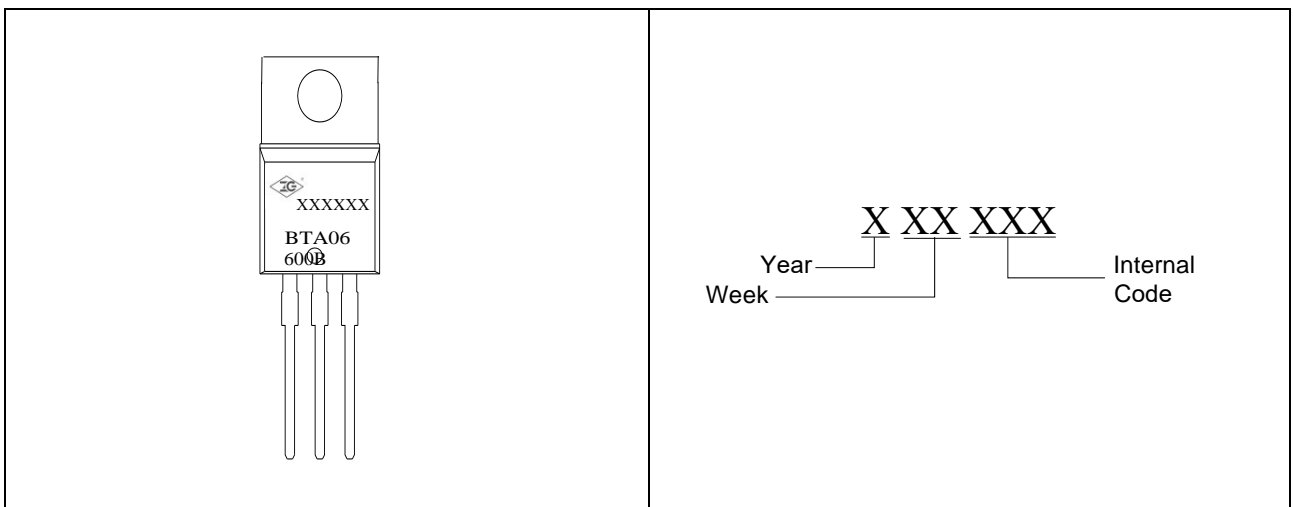 XXXXXX
BTA06
600B
X XX XXX
Year
Week
Internal
Code